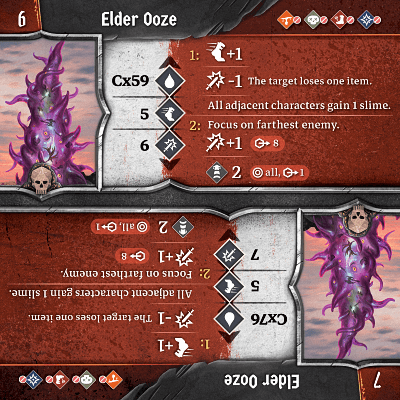 6 Elder Ooze
1: +1
Cx59 -1 The target loses one item.
5 All adjacent characters gain 1 slime.
2: Focus on farthest enemy.
6 +1 8
2 all, 1
7 Elder Ooze
1: +1
Cx76 -1 The target loses one item.
5 All adjacent characters gain 1 slime.
2: Focus on farthest enemy.
7 +1 8
2 all, 1